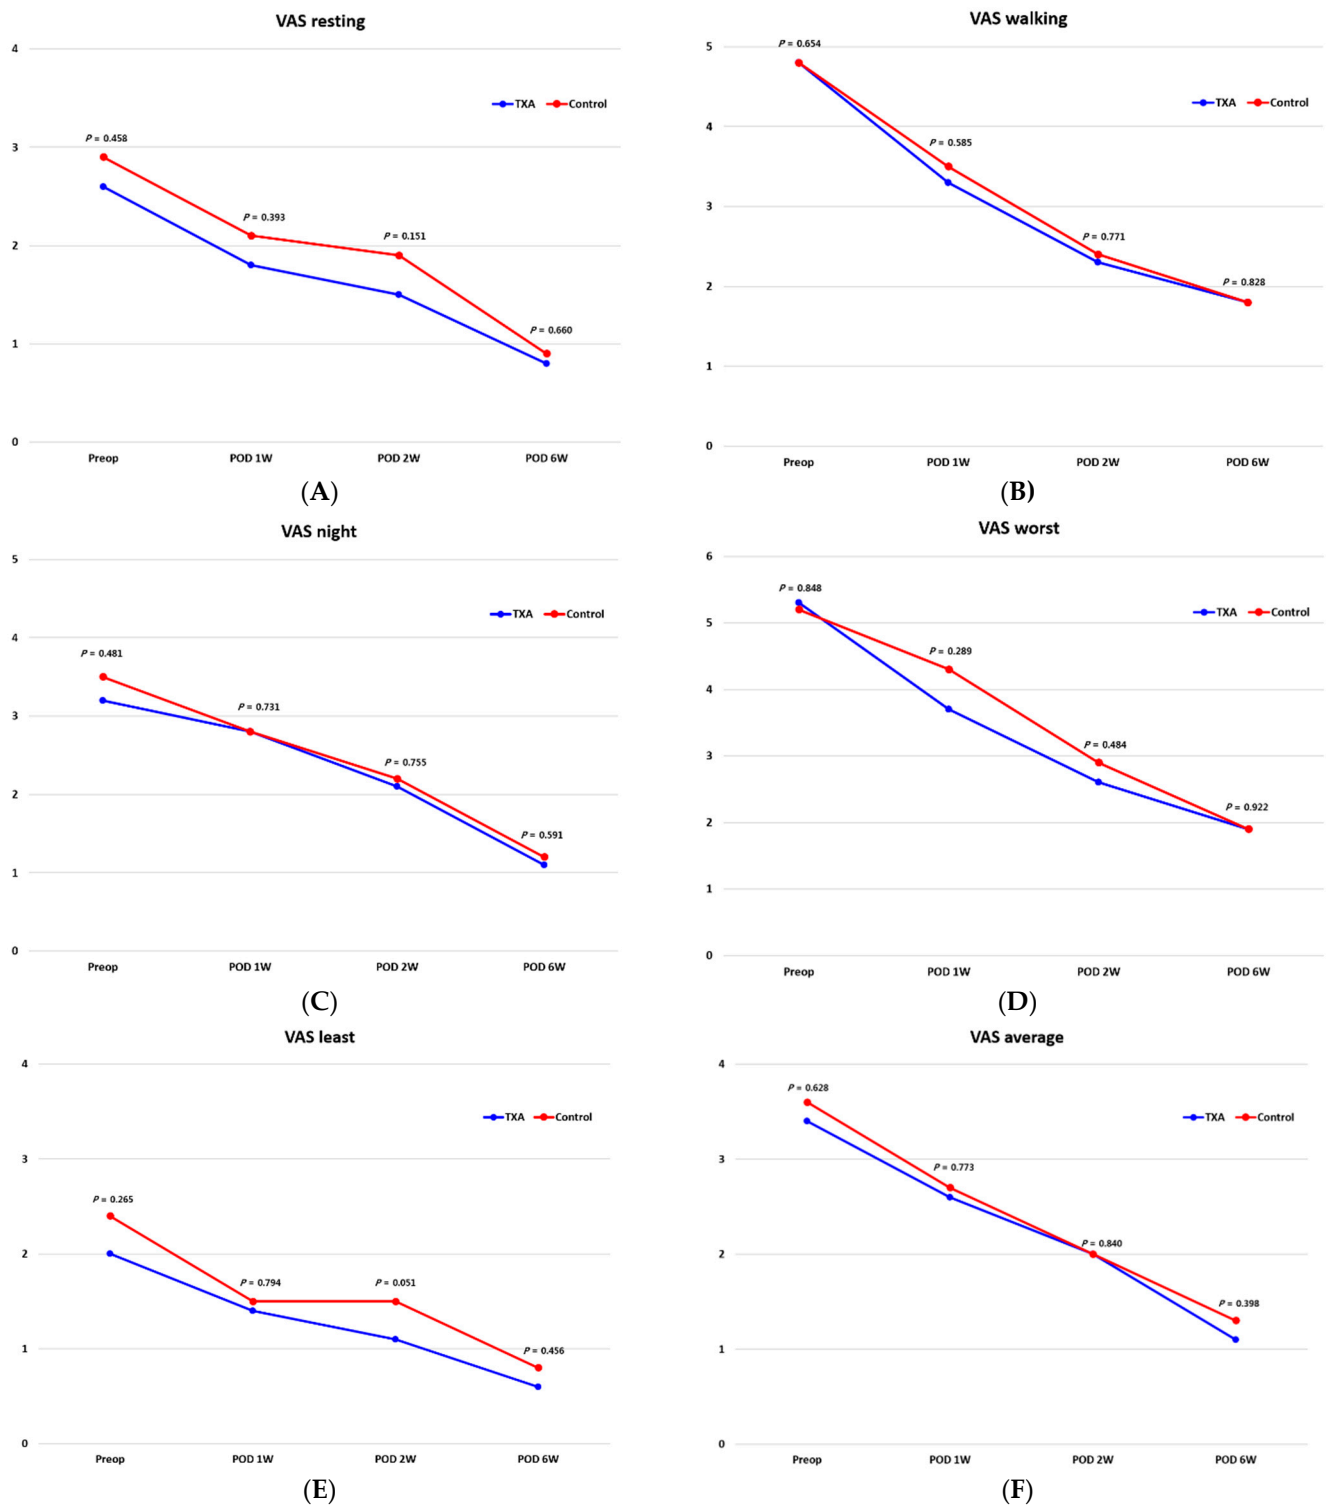 VAS resting
4
TXA Control
P = 0.458
3
P = 0.393
P = 0.151
2
P = 0.660
1
0
Preop POD 1W POD 2W POD 6W
(A)
VAS walking
P = 0.654
5
TXA Control
4
P = 0.585
3
P = 0.771
2
P = 0.828
1
0
Preop POD 1W POD 2W POD 6W
(B)
VAS night
5
TXA Control
4
P = 0.481
3
P = 0.731
P = 0.755
2
P = 0.591
1
0
Preop POD 1W POD 2W POD 6W
(C)
VAS worst
6
P = 0.848
TXA Control
5
P = 0.289
4
3
P = 0.484
2
P = 0.922
1
0
Preop POD 1W POD 2W POD 6W
(D)
VAS least
4
TXA Control
3
P = 0.265
2
P = 0.794
P = 0.051
1
P = 0.456
0
Preop POD 1W POD 2W POD 6W
(E)
VAS average
4
P = 0.628
TXA Control
3
P = 0.773
2
P = 0.840
P = 0.398
1
0
Preop POD 1W POD 2W POD 6W
(F)